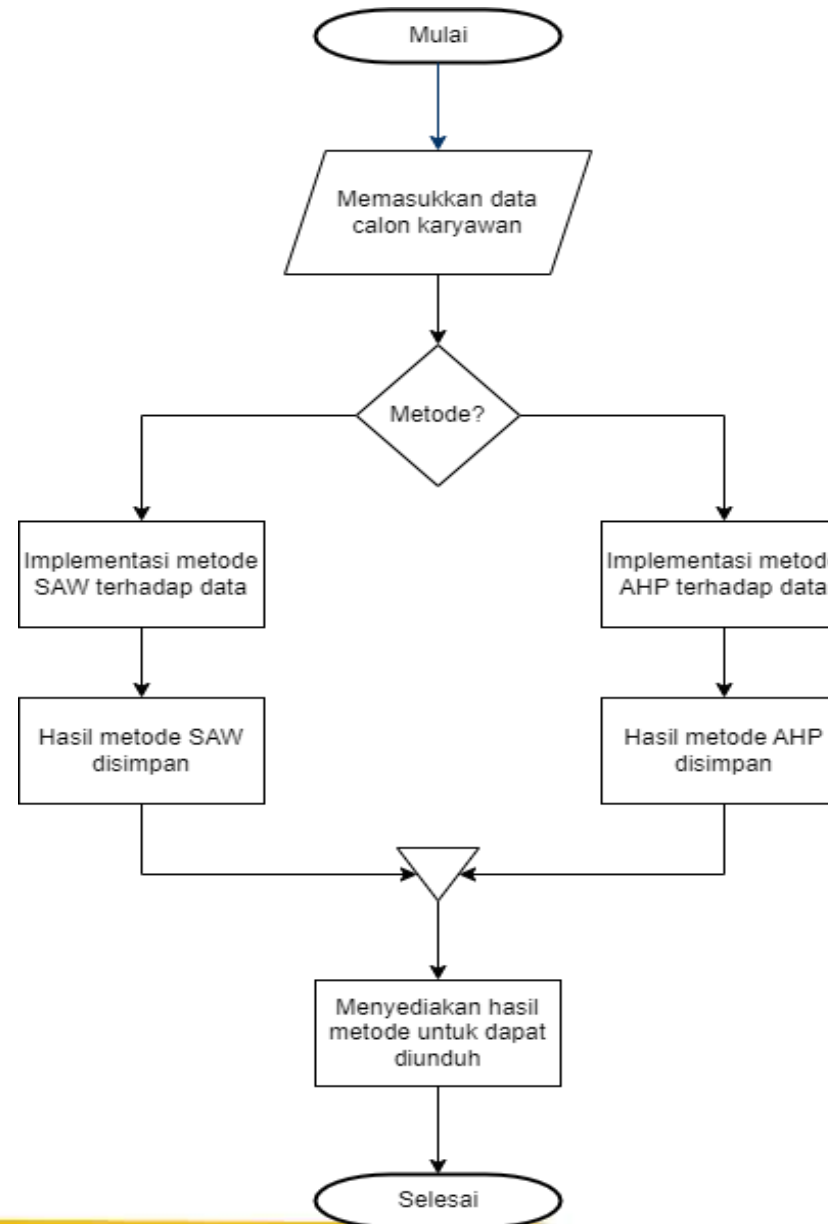 Mulai
Memasukkan data
calon karyawan
Metode?
Implementasi metode
SAW terhadap data
Implementasi metode
AHP terhadap data
Hasil metode SAW
disimpan
Hasil metode AHP
disimpan
Menyediakan hasil
metode untuk dapat
diunduh
Selesai